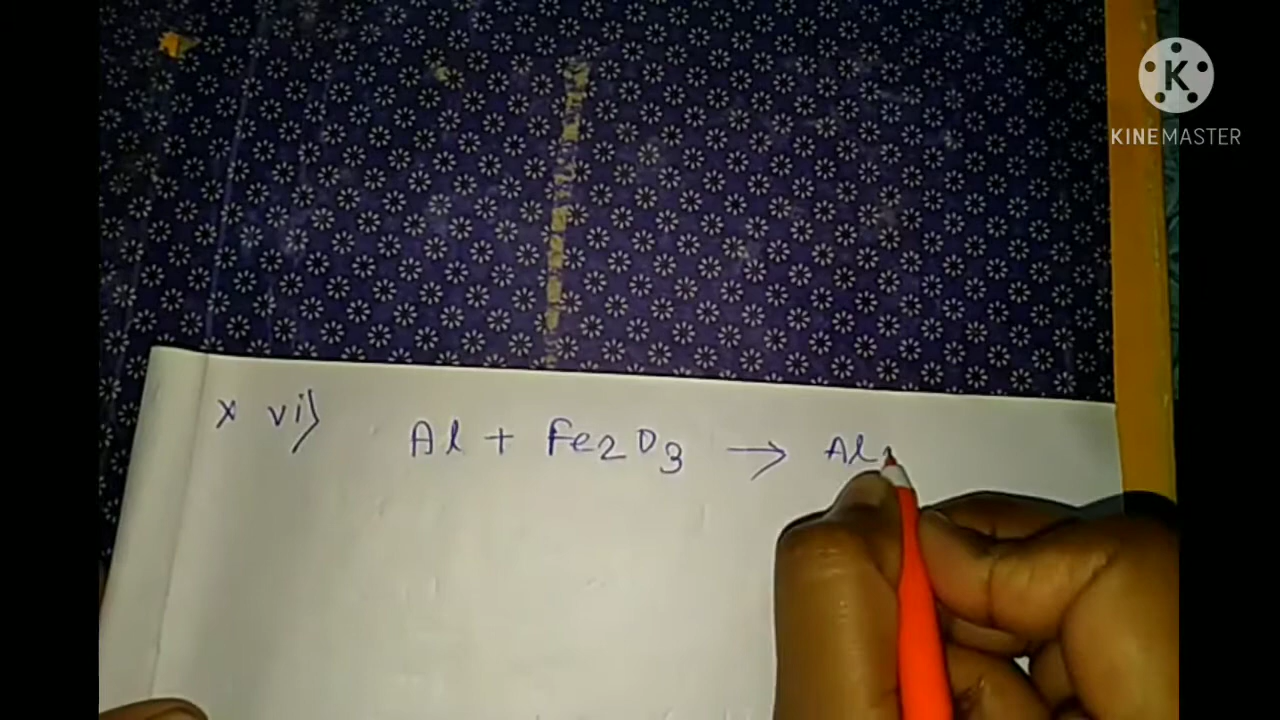 K
KINEMASTER
x vi) Al + Fe2O3 → Al